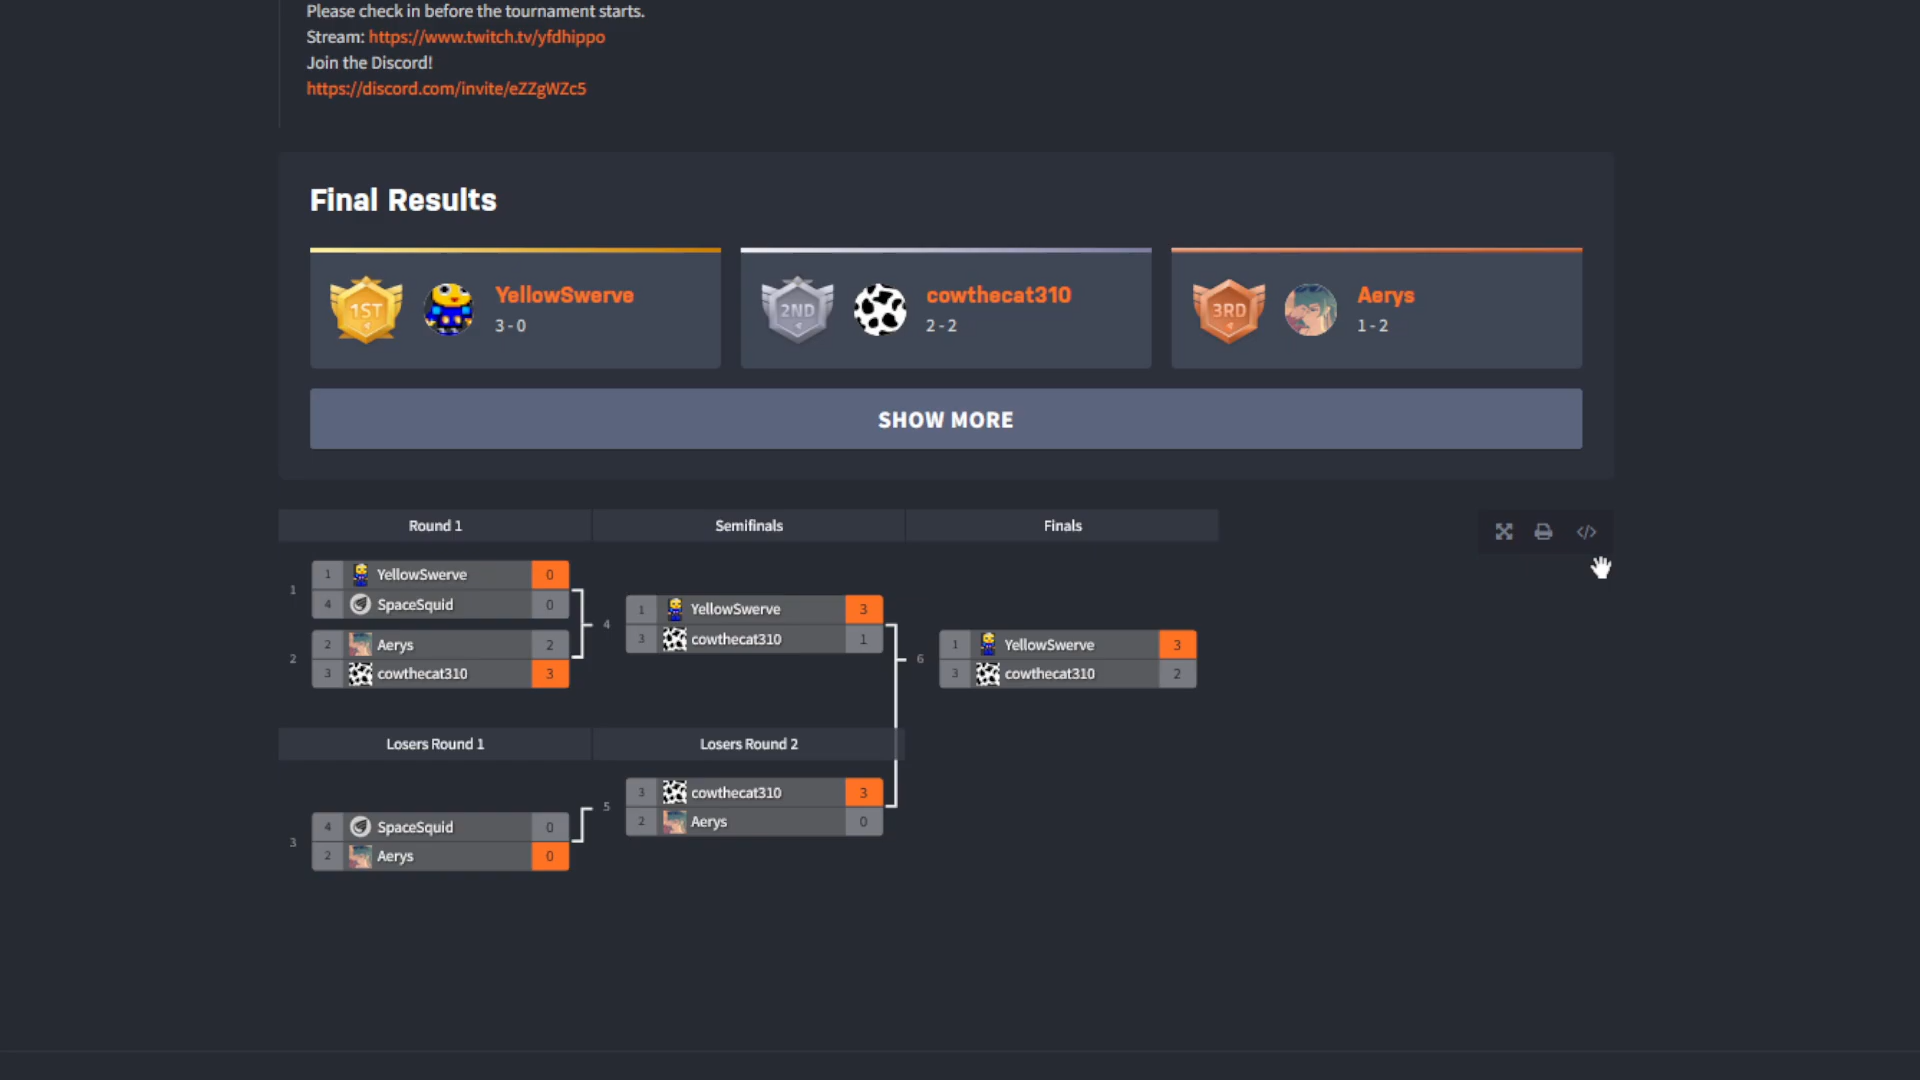 Please check in before the tournament starts.
Stream: https://www.twitch.tv/yfdhippo
Join the Discord!
https://discord.com/invite/eZZgWZc5
Final Results
1ST
YellowSwerve
3 - 0
2ND
cowthecat310
2 - 2
3RD
Aerys
1 - 2
SHOW MORE
Round 1
Semifinals
Finals
1
1 YellowSwerve 0
4 SpaceSquid 0
2
2 Aerys 2
3 cowthecat310 3
4
1 YellowSwerve 3
3 cowthecat310 1
6
1 YellowSwerve 3
3 cowthecat310 2
Losers Round 1
Losers Round 2
3
4 SpaceSquid 0
2 Aerys 0
5
3 cowthecat310 3
2 Aerys 0